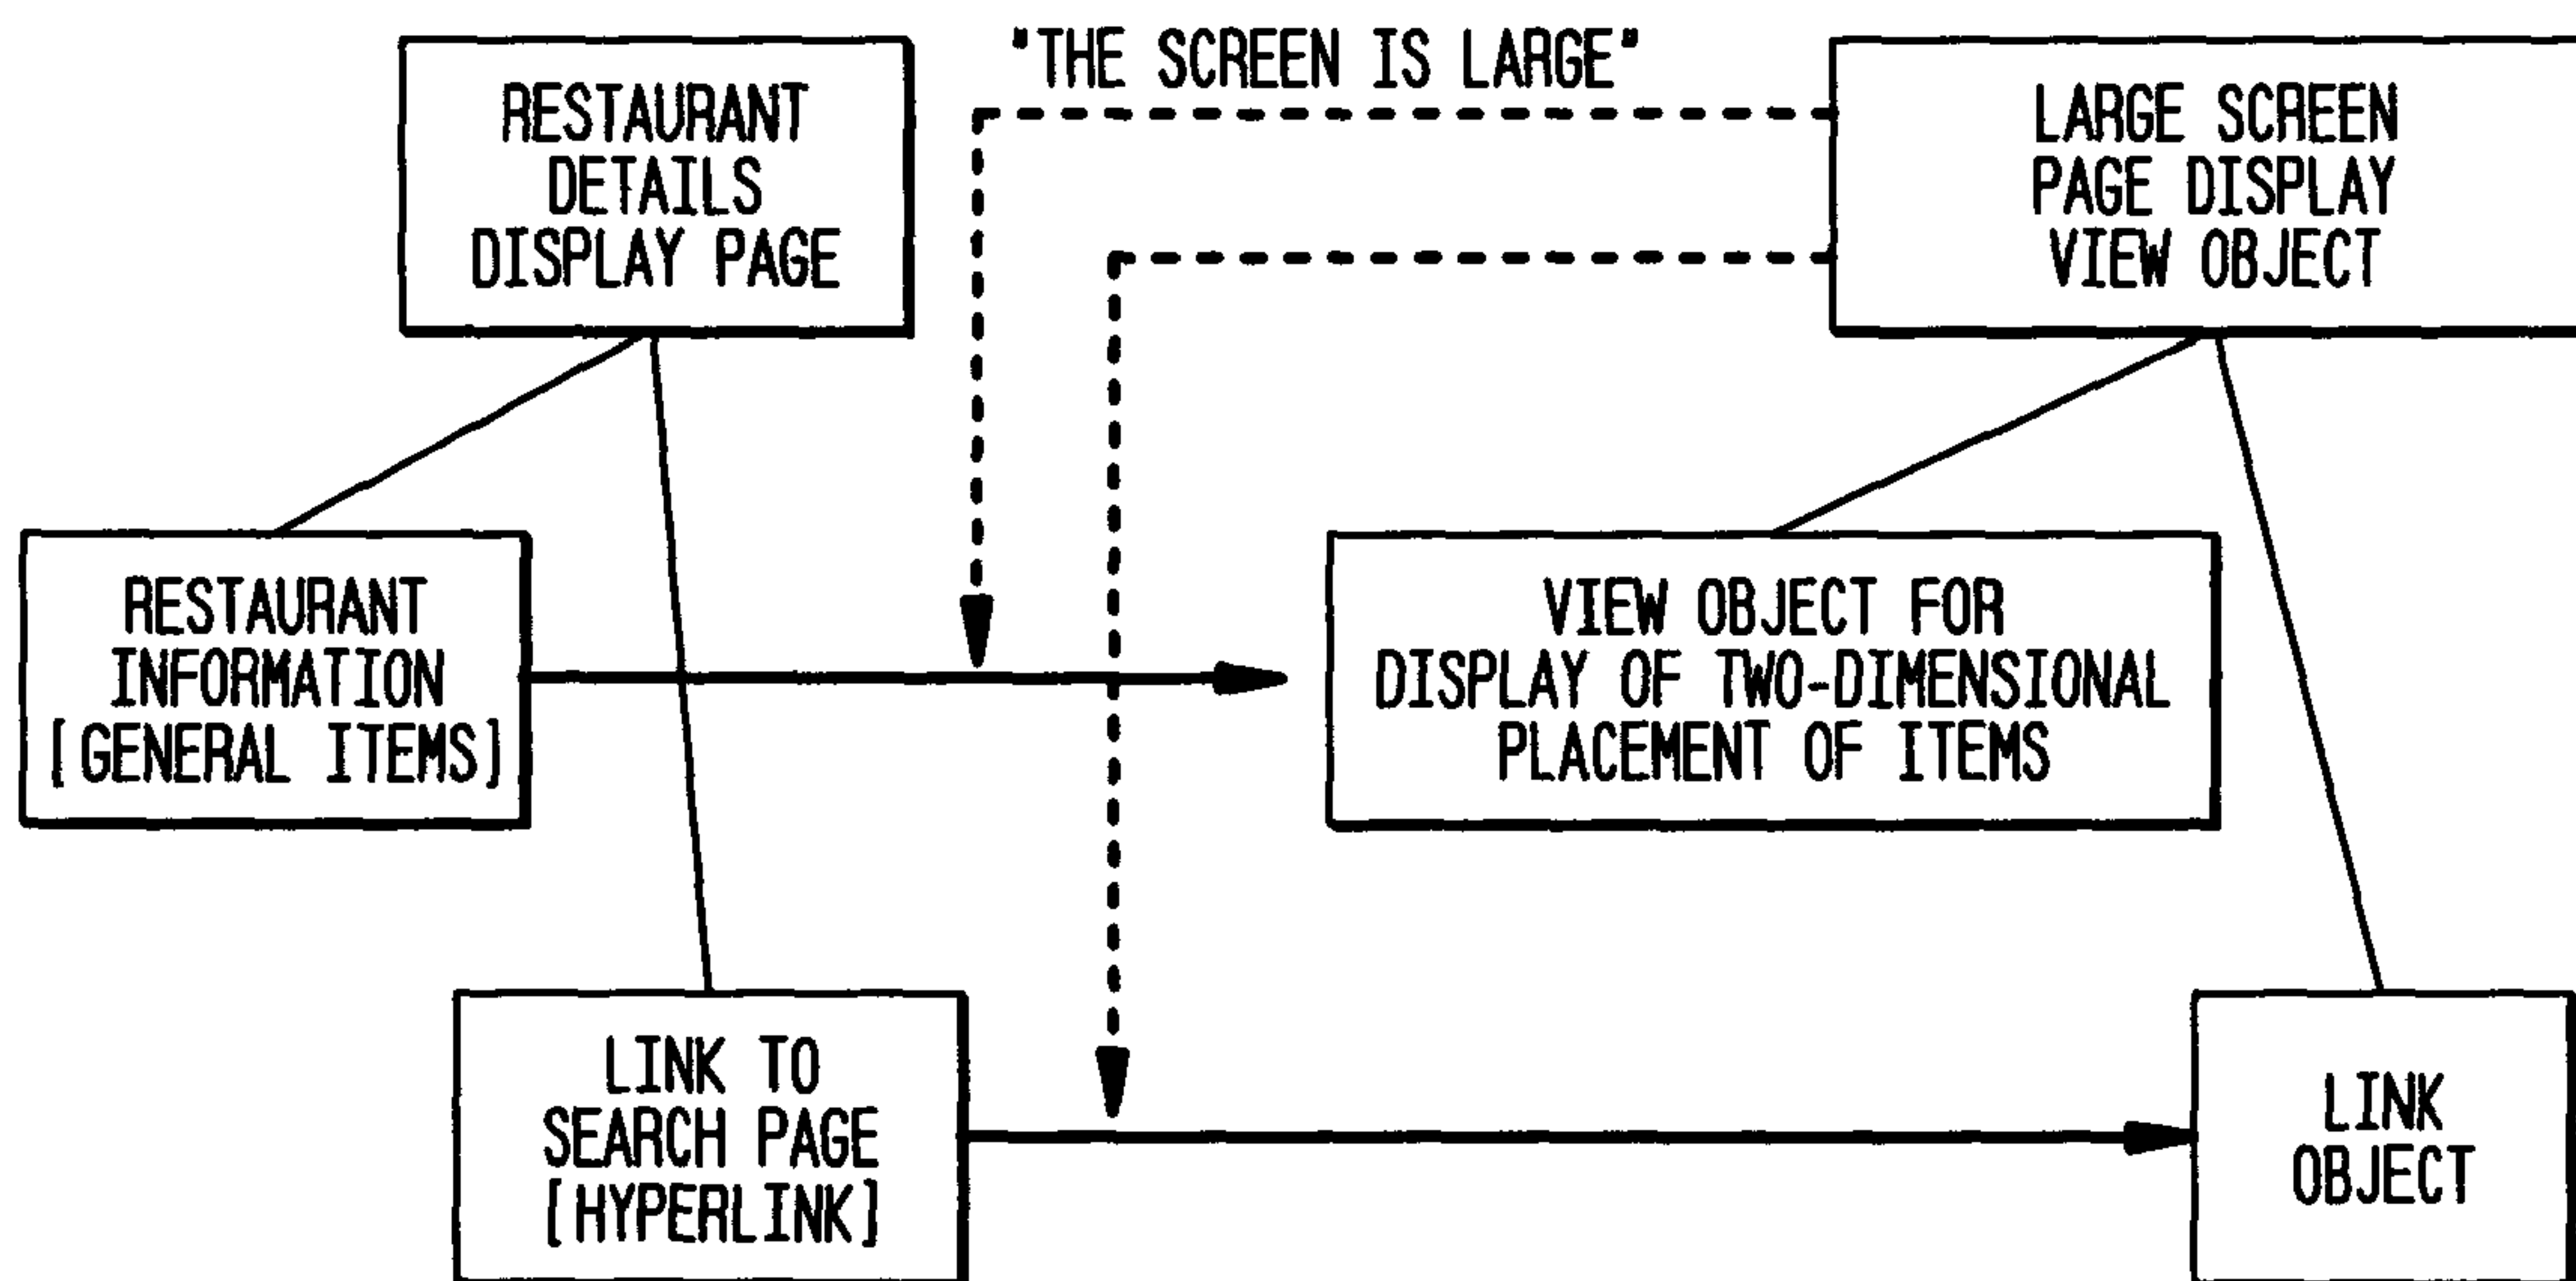 RESTAURANT
DETAILS
DISPLAY PAGE
"THE SCREEN IS LARGE"
LARGE SCREEN
PAGE DISPLAY
VIEW OBJECT
RESTAURANT
INFORMATION
[GENERAL ITEMS]
VIEW OBJECT FOR
DISPLAY OF TWO-DIMENSIONAL
PLACEMENT OF ITEMS
LINK TO
SEARCH PAGE
[HYPERLINK]
LINK
OBJECT